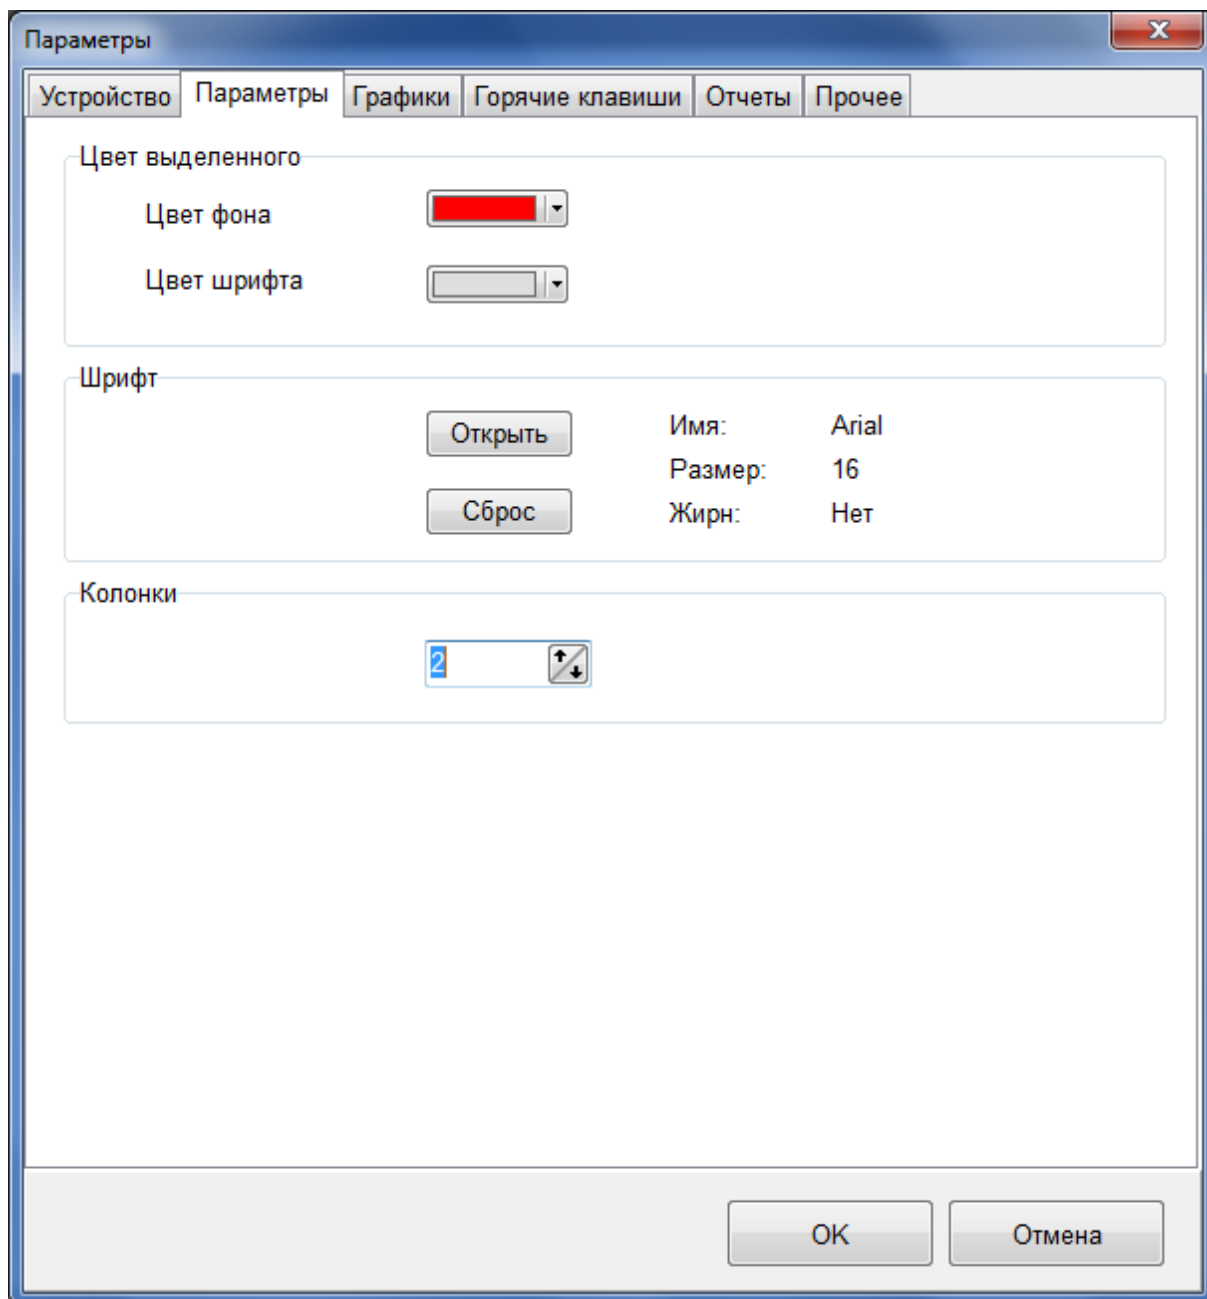 Параметры
Устройство Параметры Графики Горячие клавиши Отчеты Прочее
Цвет выделенного
Цвет фона
Цвет шрифта
Шрифт
Открыть Имя: Arial
Размер: 16
Сброс Жирн: Нет
Колонки
2
OK Отмена